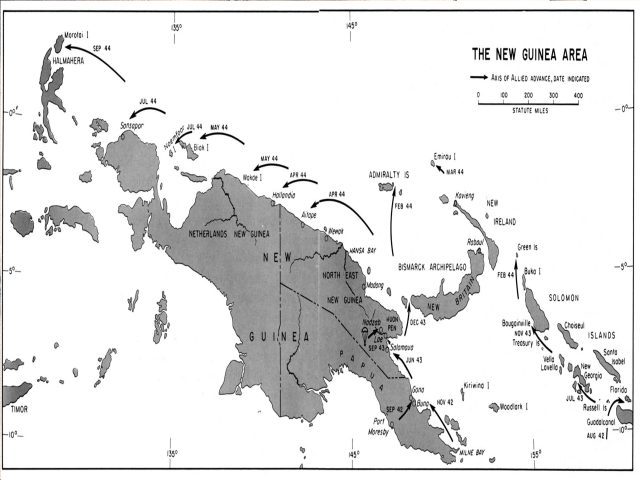 135°
145°
Morotai I
SEP 44
HALMAHERA
THE NEW GUINEA AREA
AXIS OF ALLIED ADVANCE, DATE INDICATED
0 100 200 300 400
STATUTE MILES
0°
0°
JUL 44
Sansapor
Noemfoor I
JUL 44
MAY 44
Biak I
MAY 44
Wakde I
APR 44
Hollandia
APR 44
Aitape
Wewak
HANSA BAY
ADMIRALTY IS
FEB 44
Emirau I
MAR 44
Kavieng
NEW
IRELAND
Rabaul
Green Is
FEB 44
Buka I
NETHERLANDS NEW GUINEA
NEW
GUINEA
NORTH EAST
NEW GUINEA
Madang
BISMARCK ARCHIPELAGO
NEW BRITAIN
5°
5°
DEC 43
HUON
PEN
Nadzab
Lae
SEP 43
Salamaua
JUN 43
PAPUA
SOLOMON
ISLANDS
Bougainville
NOV 43
Treasury Is
Choiseul
Vella
Lavella
Santa
Isabel
New
Georgia
JUL 43
Russell Is
Florida
Guadalcanal
AUG 42
Gona
Buna
SEP 42
NOV 42
Port
Moresby
Kiriwina I
Woodlark I
MILNE BAY
TIMOR
10°
10°
135°
145°
155°